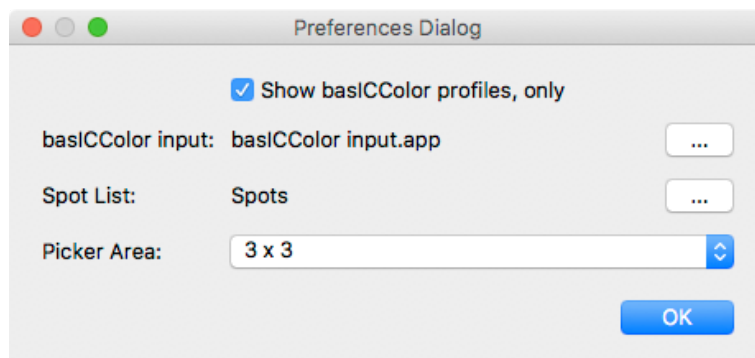 Preferences Dialog
Show basICColor profiles, only
basICColor input: basICColor input.app ...
Spot List: Spots ...
Picker Area: 3 x 3
OK